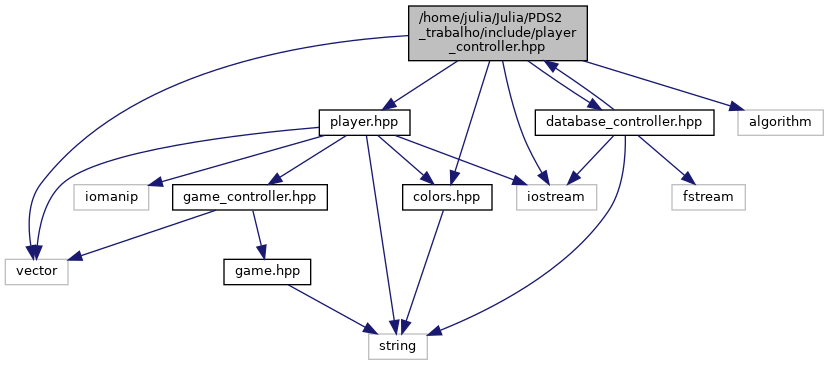 /home/julia/Julia/PDS2
_trabalho/include/player
_controller.hpp
player.hpp
database_controller.hpp
algorithm
iomanip
game_controller.hpp
colors.hpp
iostream
fstream
vector
game.hpp
string